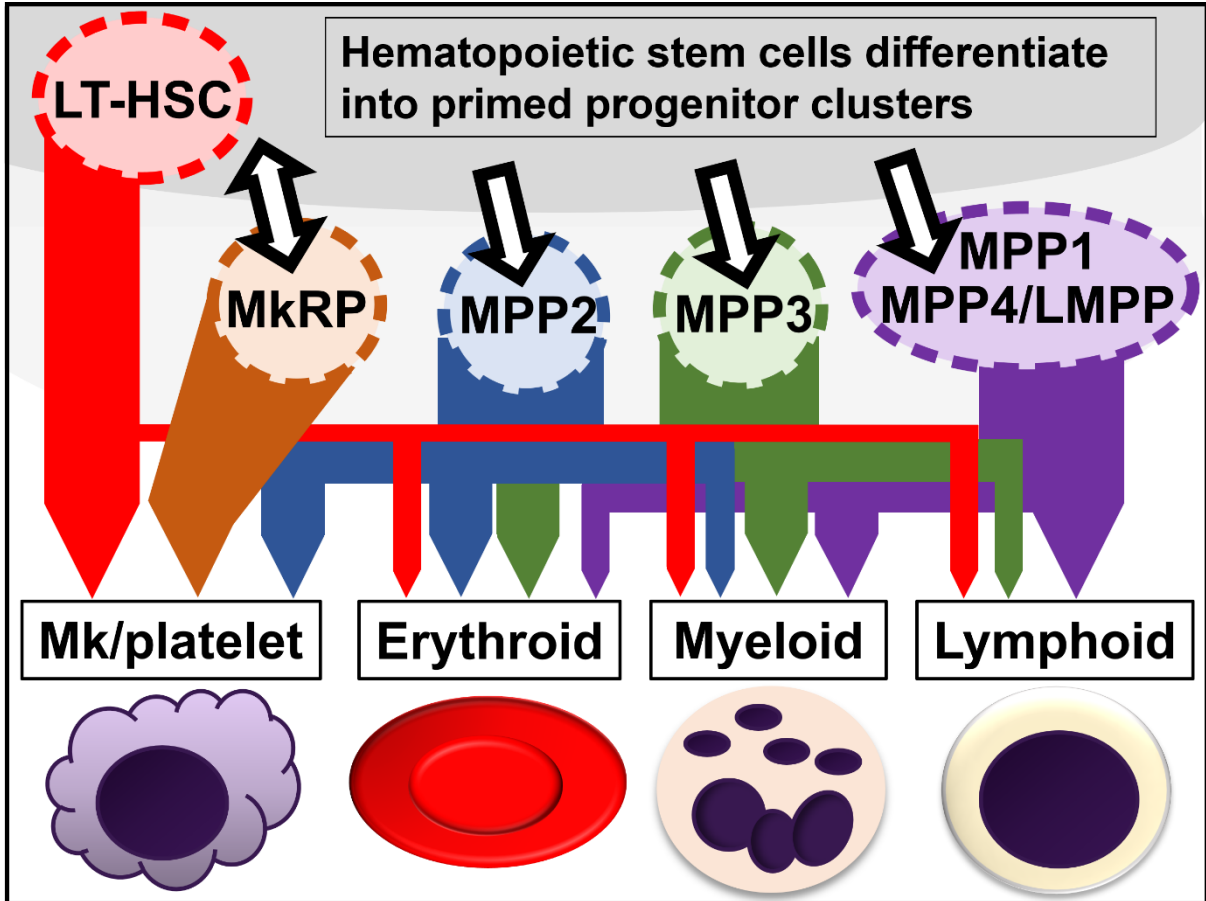 LT-HSC
Hematopoietic stem cells differentiate
into primed progenitor clusters
MkRP
MPP2
MPP3
MPP1
MPP4/LMPP
Mk/platelet
Erythroid
Myeloid
Lymphoid